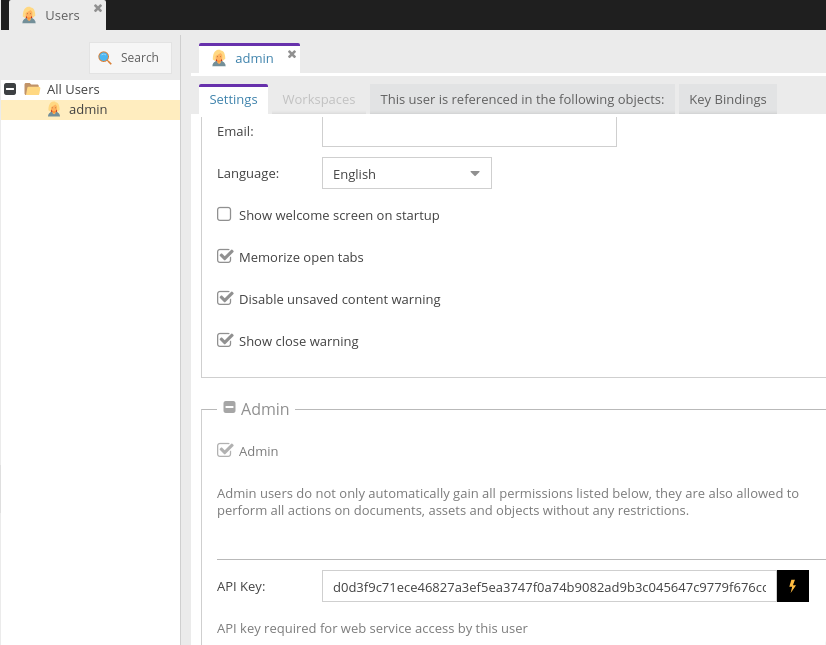 Users
Search
All Users
admin
admin
Settings
Workspaces
This user is referenced in the following objects:
Key Bindings
Email:
Language:
English
Show welcome screen on startup
Memorize open tabs
Disable unsaved content warning
Show close warning
Admin
Admin
Admin users do not only automatically gain all permissions listed below, they are also allowed to
perform all actions on documents, assets and objects without any restrictions.
API Key:
d0d3f9c71ece46827a3ef5ea3747f0a74b9082ad9b3c045647c9779f676cc
API key required for web service access by this user